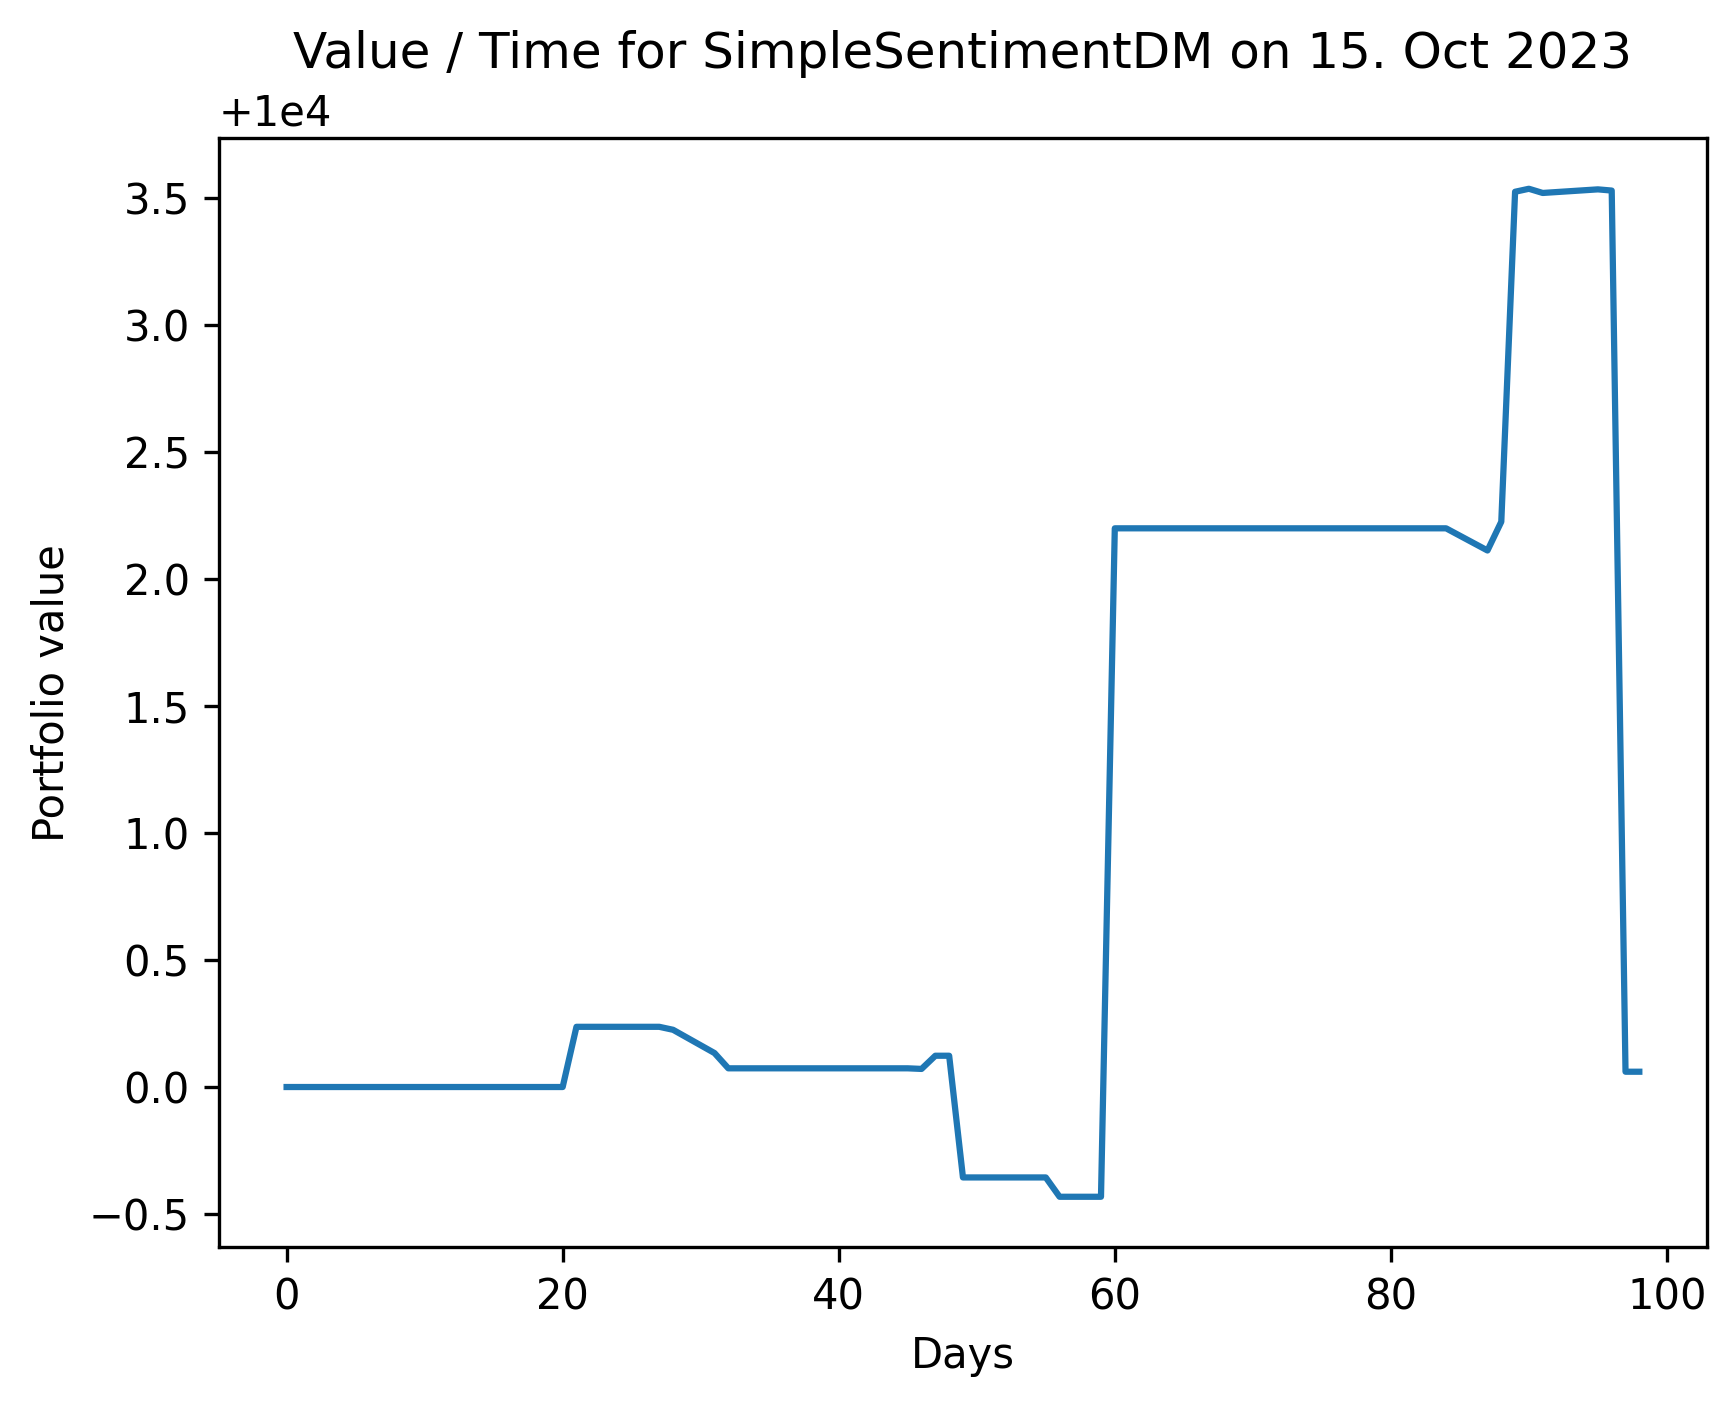 Value / Time for SimpleSentimentDM on 15. Oct 2023
+1e4
3.5
3.0
2.5
2.0
1.5
1.0
0.5
0.0
−0.5
Portfolio value
0 20 40 60 80 100
Days